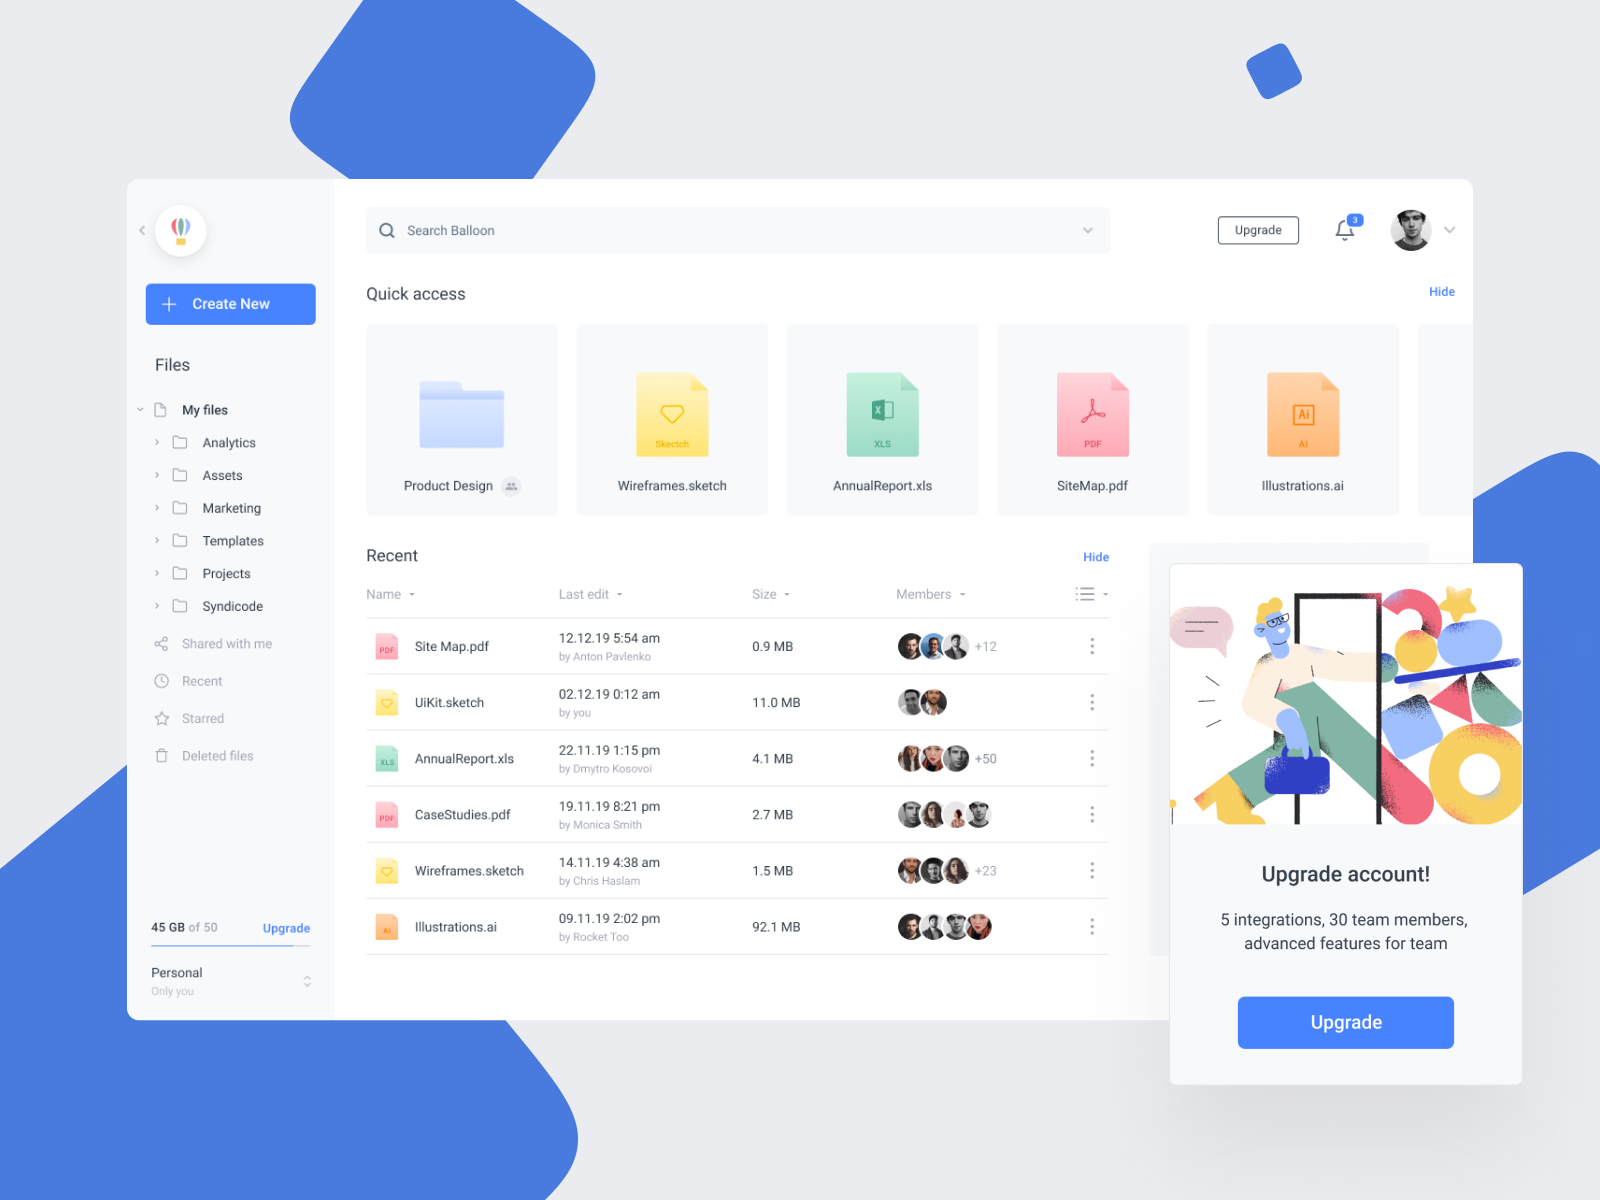 Search Balloon
Upgrade
3
Create New
Files
My files
Analytics
Assets
Marketing
Templates
Projects
Syndicode
Shared with me
Recent
Starred
Deleted files
45 GB of 50
Upgrade
Personal
Only you
Quick access
Hide
Skectch
X
XLS
PDF
Ai
AI
Product Design
Wireframes.sketch
AnnualReport.xls
SiteMap.pdf
Illustrations.ai
Recent
Hide
Name
Last edit
Size
Members
PDF
Site Map.pdf
12.12.19 5:54 am
by Anton Pavlenko
0.9 MB
+12
UiKit.sketch
02.12.19 0:12 am
by you
11.0 MB
XLS
AnnualReport.xls
22.11.19 1:15 pm
by Dmytro Kosovoi
4.1 MB
+50
PDF
CaseStudies.pdf
19.11.19 8:21 pm
by Monica Smith
2.7 MB
Wireframes.sketch
14.11.19 4:38 am
by Chris Haslam
1.5 MB
+23
AI
Illustrations.ai
09.11.19 2:02 pm
by Rocket Too
92.1 MB
Upgrade account!
5 integrations, 30 team members,
advanced features for team
Upgrade